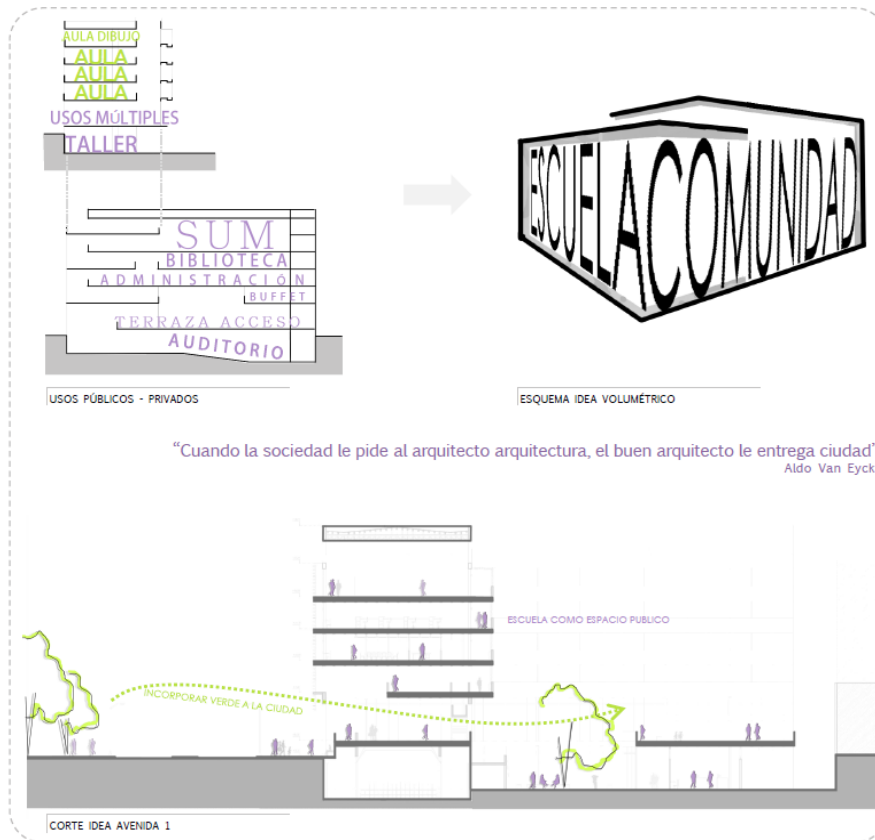 AULA DIBUJO
AULA
AULA
AULA
USOS MÚLTIPLES
TALLER
SUM
BIBLIOTECA
ADMINISTRACIÓN
BUFFET
TERRAZA ACCESO
AUDITORIO
USOS PÚBLICOS - PRIVADOS
ESCUELA COMUNIDAD
ESQUEMA IDEA VOLUMÉTRICO
“Cuando la sociedad le pide al arquitecto arquitectura, el buen arquitecto le entrega ciudad”
Aldo Van Eyck
ESCUELA COMO ESPACIO PUBLICO
INCORPORAR VERDE A LA CIUDAD
CORTE IDEA AVENIDA 1